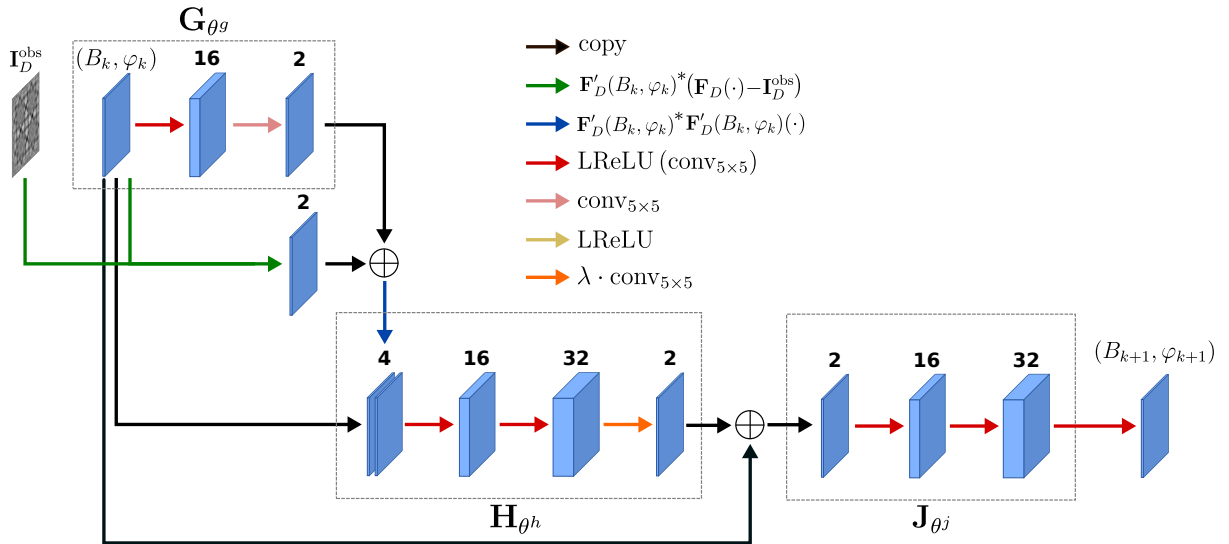 G_{θ^g}
I_D^{obs}
(B_k, φ_k)
16
2
copy
F'_D(B_k, φ_k)^*(F_D(·)−I_D^{obs})
F'_D(B_k, φ_k)^* F'_D(B_k, φ_k)(·)
LReLU (conv_{5×5})
conv_{5×5}
LReLU
λ · conv_{5×5}
2
4
16
32
2
2
16
32
(B_{k+1}, φ_{k+1})
H_{θ^h}
J_{θ^j}